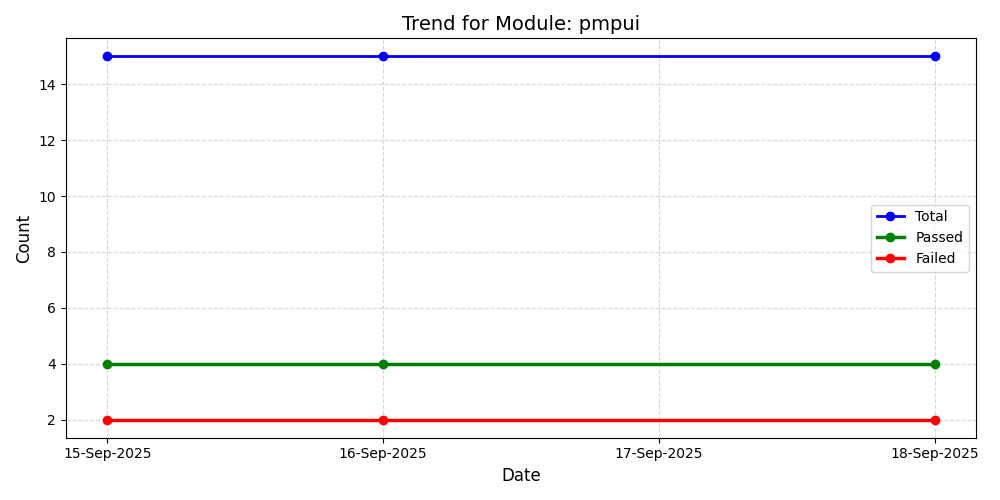 Trend for Module: pmpui
Count
14
12
10
8
6
4
2
Total
Passed
Failed
15-Sep-2025 16-Sep-2025 17-Sep-2025 18-Sep-2025
Date